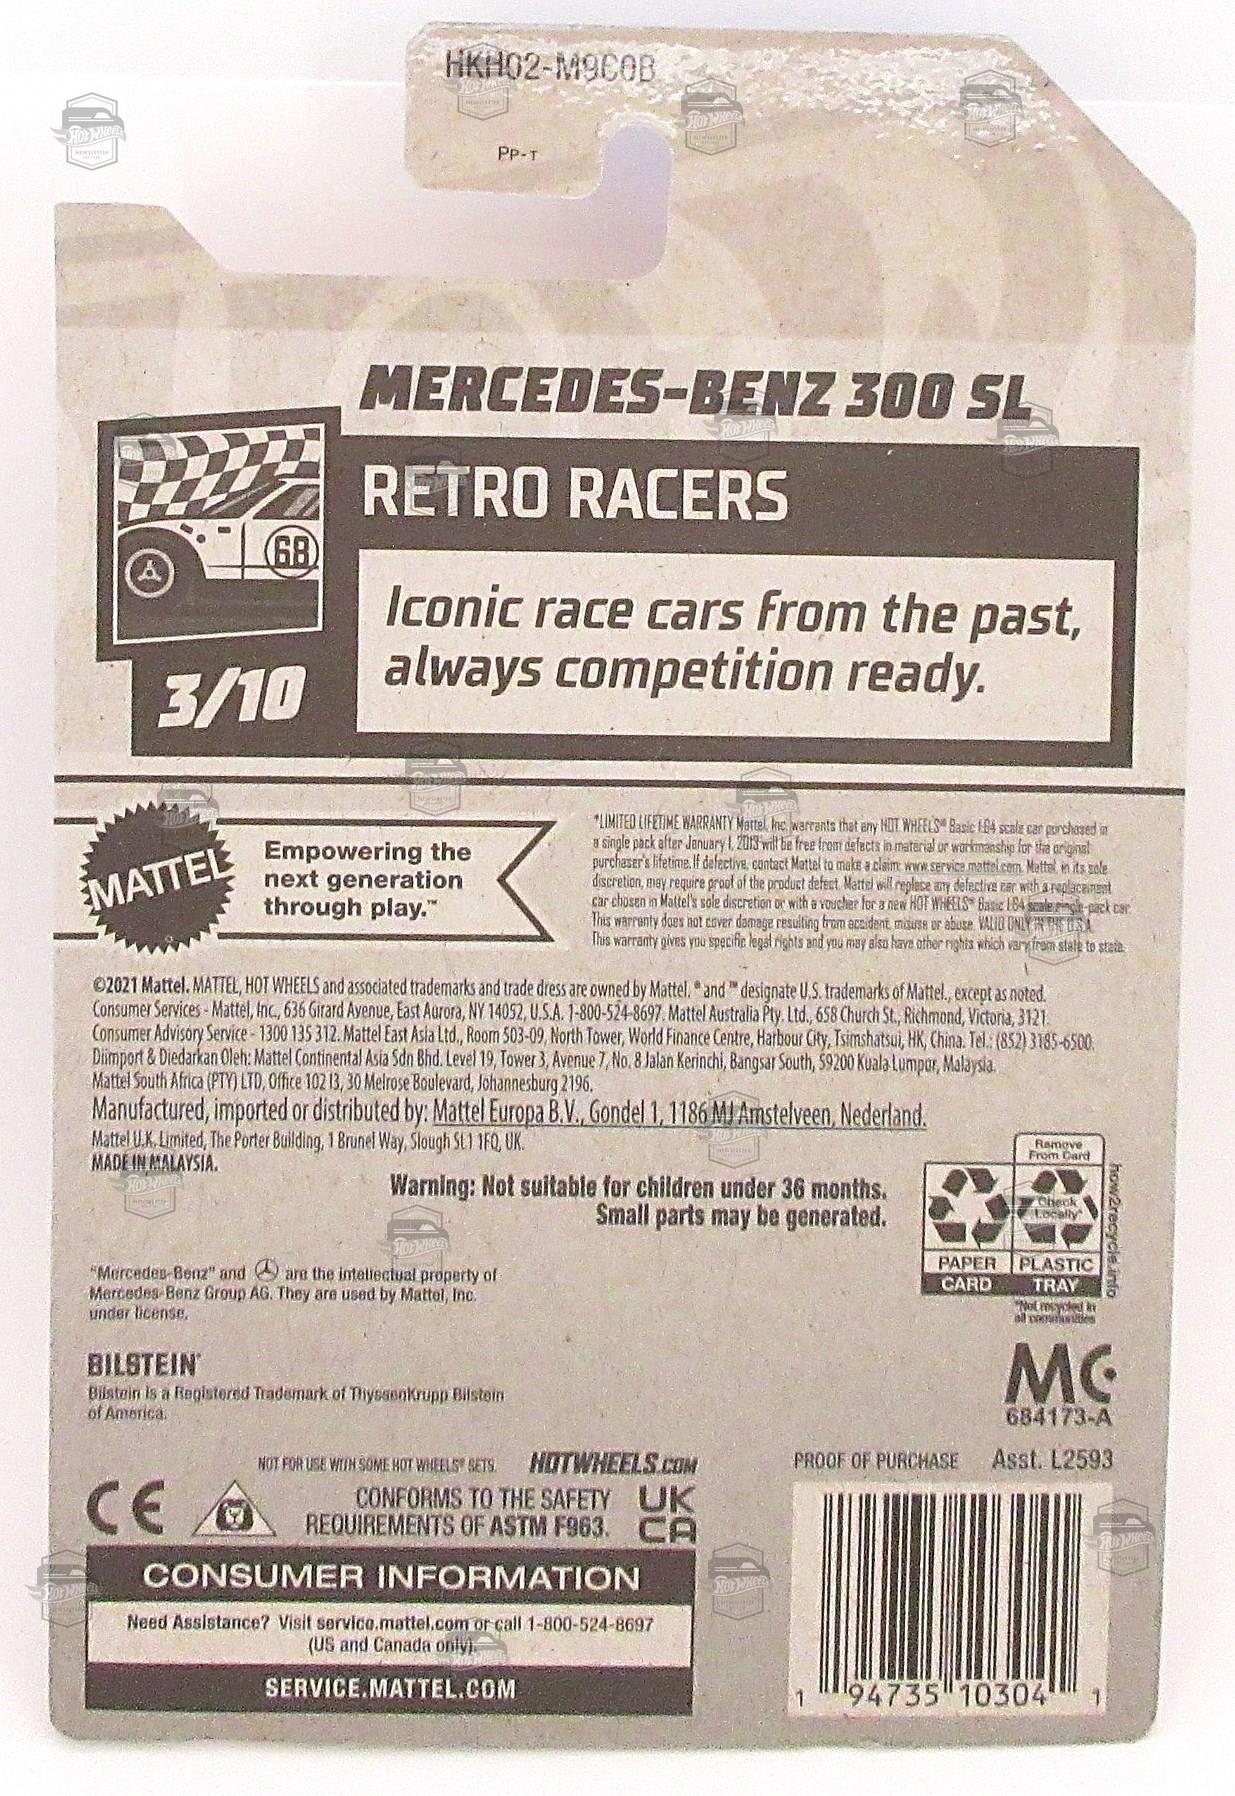 HKH02-M9C0B
PP-T
MERCEDES-BENZ 300 SL
RETRO RACERS
68
Iconic race cars from the past,
always competition ready.
3/10
MATTEL
Empowering the
next generation
through play.™
*LIMITED LIFETIME WARRANTY Mattel, Inc. warrants that any HOT WHEELS® Basic 1:64 scale car purchased in
a single pack after January 1, 2013 will be free from defects in material or workmanship for the original
purchaser's lifetime. If defective, contact Mattel to make a claim: www.service.mattel.com. Mattel, in its sole
discretion, may require proof of the product defect. Mattel will replace any defective car with a replacement
car chosen in Mattel's sole discretion or with a voucher for a new HOT WHEELS® Basic 1:64 scale single-pack car.
This warranty does not cover damage resulting from accident, misuse or abuse. VALID ONLY IN THE U.S.A.
This warranty gives you specific legal rights and you may also have other rights which vary from state to state.
©2021 Mattel. MATTEL, HOT WHEELS and associated trademarks and trade dress are owned by Mattel. ® and ™ designate U.S. trademarks of Mattel., except as noted.
Consumer Services - Mattel, Inc., 636 Girard Avenue, East Aurora, NY 14052, U.S.A. 1-800-524-8697. Mattel Australia Pty. Ltd., 658 Church St., Richmond, Victoria, 3121.
Consumer Advisory Service - 1300 135 312. Mattel East Asia Ltd., Room 503-09, North Tower, World Finance Centre, Harbour City, Tsimshatsui, HK, China. Tel.: (852) 3185-6500.
Diimport & Diedarkan Oleh: Mattel Continental Asia Sdn Bhd. Level 19, Tower 3, Avenue 7, No. 8 Jalan Kerinchi, Bangsar South, 59200 Kuala Lumpur, Malaysia.
Mattel South Africa (PTY) LTD, Office 102 I3, 30 Melrose Boulevard, Johannesburg 2196.
Manufactured, imported or distributed by: Mattel Europa B.V., Gondel 1, 1186 MJ Amstelveen, Nederland.
Mattel U.K. Limited, The Porter Building, 1 Brunel Way, Slough SL1 1FQ, UK.
MADE IN MALAYSIA.
Warning: Not suitable for children under 36 months.
Small parts may be generated.
Remove
From Card
Check
Locally*
PAPER
PLASTIC
CARD
TRAY
how2recycle.info
*Not recycled in
all communities
"Mercedes-Benz" and are the intellectual property of
Mercedes-Benz Group AG. They are used by Mattel, Inc.
under license.
BILSTEIN®
Bilstein is a Registered Trademark of ThyssenKrupp Bilstein
of America.
MC
684173-A
NOT FOR USE WITH SOME HOT WHEELS® SETS.
HOTWHEELS.COM
PROOF OF PURCHASE
Asst. L2593
CE
CONFORMS TO THE SAFETY
REQUIREMENTS OF ASTM F963.
UK
CA
CONSUMER INFORMATION
Need Assistance? Visit service.mattel.com or call 1-800-524-8697
(US and Canada only).
SERVICE.MATTEL.COM
1 94735 10304 1